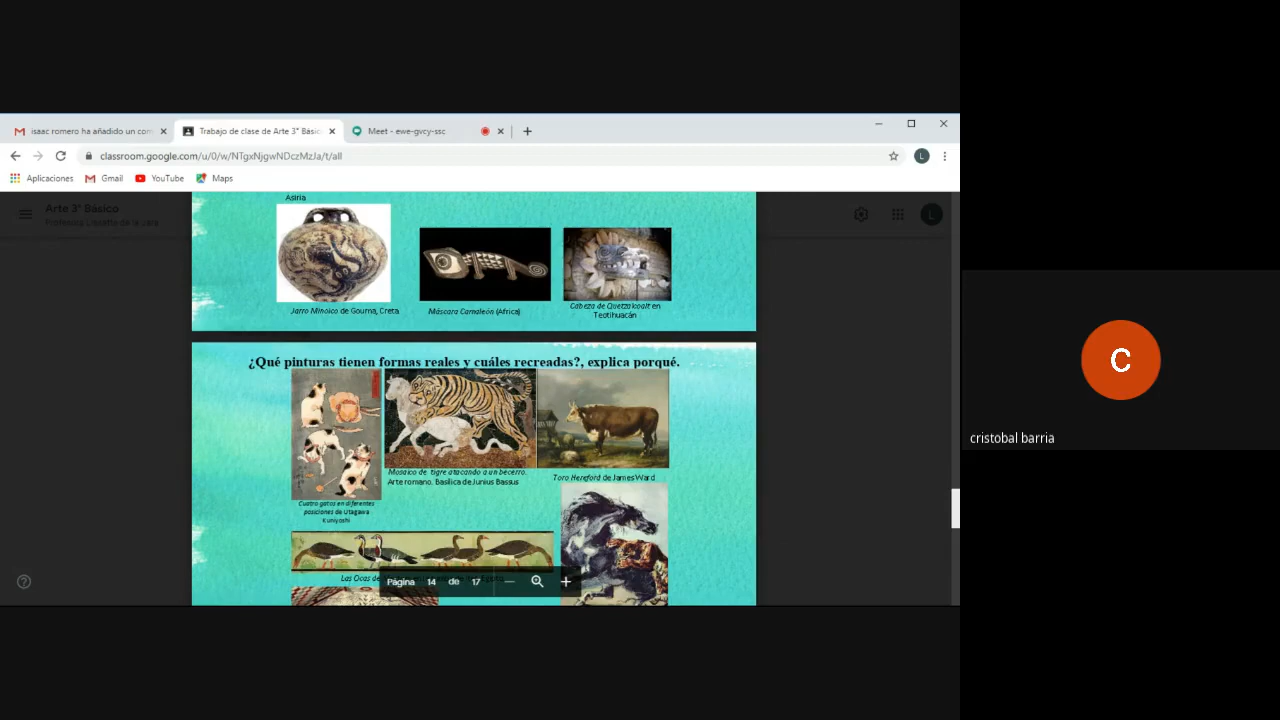 isaac romero ha añadido un com
Trabajo de clase de Arte 3° Básic
Meet - ewe-gvcy-ssc
classroom.google.com/u/0/w/NTgxNjgwNDczMzJa/t/all
L
Aplicaciones
Gmail
YouTube
Maps
Arte 3° Básico
L
Asiria
Jarro Minoico de Gourna, Creta.
Máscara Camaleón (Africa)
Cabeza de Quetzalcoalt en
Teotihuacán
¿Qué pinturas tienen formas reales y cuáles recreadas?, explica porqué.
Cuatro gatos en diferentes
posiciones de Utagawa
Kuniyoshi
Mosaico de tigre atacando a un becerro.
Arte romano. Basílica de Junius Bassus
Toro Hereford de James Ward
Las Ocas de
Página 14 de 17
C
cristobal barria